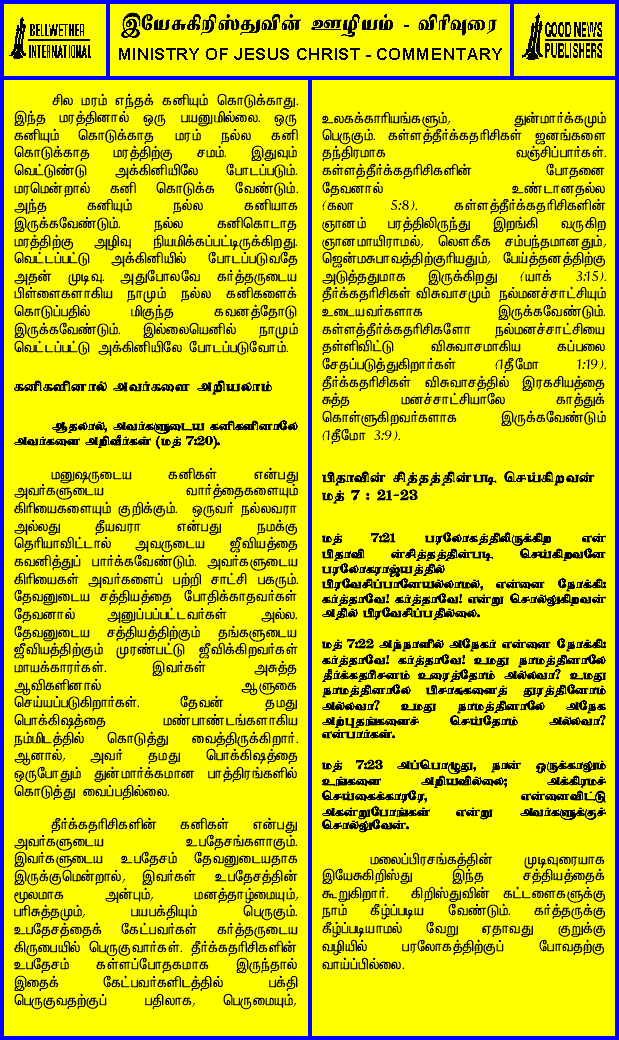 BELLWETHER
INTERNATIONAL
இயேசுகிறிஸ்துவின் ஊழியம் - விரிவுரை
MINISTRY OF JESUS CHRIST - COMMENTARY
GOOD NEWS
PUBLISHERS
சில மரம் எந்தக் கனியும் கொடுக்காது.
இந்த மரத்தினால் ஒரு பயனுமில்லை. ஒரு
கனியும் கொடுக்காத மரம் நல்ல கனி
கொடுக்காத மரத்திற்கு சமம். இதுவும்
வெட்டுண்டு அக்கினியிலே போடப்படும்.
மரமென்றால் கனி கொடுக்க வேண்டும்.
அந்த கனியும் நல்ல கனியாக
இருக்கவேண்டும். நல்ல கனிகொடாத
மரத்திற்கு அழிவு நியமிக்கப்பட்டிருக்கிறது.
வெட்டப்பட்டு அக்கினியில் போடப்படுவதே
அதன் முடிவு. அதுபோலவே கர்த்தருடைய
பிள்ளைகளாகிய நாமும் நல்ல கனிகளைக்
கொடுப்பதில் மிகுந்த கவனத்தோடு
இருக்கவேண்டும். இல்லையெனில் நாமும்
வெட்டப்பட்டு அக்கினியிலே போடப்படுவோம்.
கனிகளினால் அவர்களை அறியலாம்
ஆதலால், அவர்களுடைய கனிகளினாலே
அவர்களை அறிவீர்கள் (மத் 7:20).
மனுஷருடைய கனிகள் என்பது
அவர்களுடைய வார்த்தைகளையும்
கிரியைகளையும் குறிக்கும். ஒருவர் நல்லவரா
அல்லது தீயவரா என்பது நமக்கு
தெரியாவிட்டால் அவருடைய ஜீவியத்தை
கவனித்துப் பார்க்கவேண்டும். அவர்களுடைய
கிரியைகள் அவர்களைப் பற்றி சாட்சி பகரும்.
தேவனுடைய சத்தியத்தை போதிக்காதவர்கள்
தேவனால் அனுப்பப்பட்டவர்கள் அல்ல.
தேவனுடைய சத்தியத்திற்கும் தங்களுடைய
ஜீவியத்திற்கும் முரண்பட்டு ஜீவிக்கிறவர்கள்
மாயக்காரர்கள். இவர்கள் அசுத்த
ஆவிகளினால் ஆளுகை
செய்யப்படுகிறார்கள். தேவன் தமது
பொக்கிஷத்தை மண்பாண்டங்களாகிய
நம்மிடத்தில் கொடுத்து வைத்திருக்கிறார்.
ஆனால், அவர் தமது பொக்கிஷத்தை
ஒருபோதும் துன்மார்க்கமான பாத்திரங்களில்
கொடுத்து வைப்பதில்லை.
தீர்க்கதரிசிகளின் கனிகள் என்பது
அவர்களுடைய உபதேசங்களாகும்.
இவர்களுடைய உபதேசம் தேவனுடையதாக
இருக்குமென்றால், இவர்கள் உபதேசத்தின்
மூலமாக அன்பும், மனத்தாழ்மையும்,
பரிசுத்தமும், பயபக்தியும் பெருகும்.
உபதேசத்தைக் கேட்பவர்கள் கர்த்தருடைய
கிருபையில் பெருகுவார்கள். தீர்க்கதரிசிகளின்
உபதேசம் கள்ளப்போதகமாக இருந்தால்
இதைக் கேட்பவர்களிடத்தில் பக்தி
பெருகுவதற்குப் பதிலாக, பெருமையும்,
உலகக்காரியங்களும், துன்மார்க்கமும்
பெருகும். கள்ளத்தீர்க்கதரிசிகள் ஜனங்களை
தந்திரமாக வஞ்சிப்பார்கள்.
கள்ளத்தீர்க்கதரிசிகளின் போதனை
தேவனால் உண்டானதல்ல
(கலா 5:8). கள்ளத்தீர்க்கதரிசிகளின்
ஞானம் பரத்திலிருந்து இறங்கி வருகிற
ஞானமாயிராமல், லௌகீக சம்பந்தமானதும்,
ஜென்மசுபாவத்திற்குரியதும், பேய்த்தனத்திற்கு
அடுத்ததுமாக இருக்கிறது (யாக் 3:15).
தீர்க்கதரிசிகள் விசுவாசமும் நல்மனச்சாட்சியும்
உடையவர்களாக இருக்கவேண்டும்.
கள்ளத்தீர்க்கதரிசிகளோ நல்மனச்சாட்சியை
தள்ளிவிட்டு விசுவாசமாகிய கப்பலை
சேதப்படுத்துகிறார்கள் (1தீமோ 1:19).
தீர்க்கதரிசிகள் விசுவாசத்தில் இரகசியத்தை
சுத்த மனச்சாட்சியாலே காத்துக்
கொள்ளுகிறவர்களாக இருக்கவேண்டும்
(1தீமோ 3:9).
பிதாவின் சித்தத்தின்படி செய்கிறவன்
மத் 7 : 21-23
மத் 7:21 பரலோகத்திலிருக்கிற என்
பிதாவி ன்சித்தத்தின்படி செய்கிறவனே
பரலோகராஜ்யத்தில்
பிரவேசிப்பானேயல்லாமல், என்னை நோக்கி:
கர்த்தாவே! கர்த்தாவே! என்று சொல்லுகிறவன்
அதில் பிரவேசிப்பதில்லை.
மத் 7:22 அந்நாளில் அநேகர் என்னை நோக்கி:
கர்த்தாவே! கர்த்தாவே! உமது நாமத்தினாலே
தீர்க்கதரிசனம் உரைத்தோம் அல்லவா? உமது
நாமத்தினாலே பிசாசுகளைத் துரத்தினோம்
அல்லவா? உமது நாமத்தினாலே அநேக
அற்புதங்களைச் செய்தோம் அல்லவா?
என்பார்கள்.
மத் 7:23 அப்பொழுது, நான் ஒருக்காலும்
உங்களை அறியவில்லை; அக்கிரமச்
செய்கைக்காரரே, என்னைவிட்டு
அகன்றுபோங்கள் என்று அவர்களுக்குச்
சொல்லுவேன்.
மலைப்பிரசங்கத்தின் முடிவுரையாக
இயேசுகிறிஸ்து இந்த சத்தியத்தைக்
கூறுகிறார். கிறிஸ்துவின் கட்டளைகளுக்கு
நாம் கீழ்ப்படிய வேண்டும். கர்த்தருக்கு
கீழ்ப்படியாமல் வேறு ஏதாவது குறுக்கு
வழியில் பரலோகத்திற்குப் போவதற்கு
வாய்ப்பில்லை.